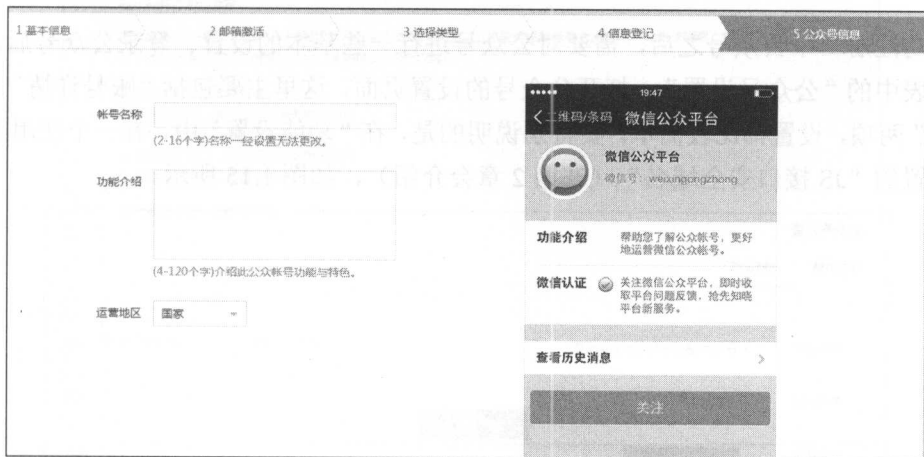 1 基本信息
2 邮箱激活
3 选择类型
4 信息登记
5 公众号信息
帐号名称
(2-16个字)名称一经设置无法更改。
功能介绍
(4-120个字)介绍此公众帐号功能与特色。
运营地区
国家
19:47
二维码/条码 微信公众平台
微信公众平台
微信号: weixingongzhong
功能介绍
帮助您了解公众帐号，更好
地运营微信公众帐号。
微信认证
关注微信公众平台，即时收
取平台问题反馈，抢先知晓
平台新服务。
查看历史消息
关注